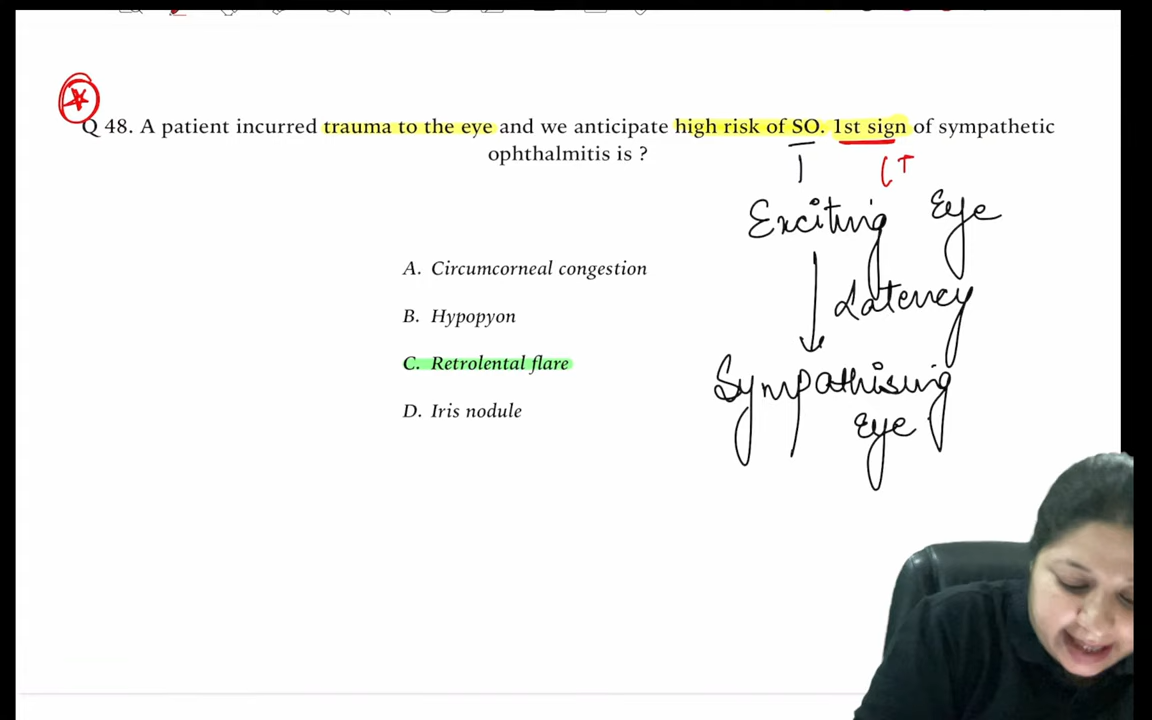 Q 48. A patient incurred trauma to the eye and we anticipate high risk of SO. 1st sign of sympathetic
ophthalmitis is ?
A. Circumcorneal congestion
B. Hypopyon
C. Retrolental flare
D. Iris nodule
Exciting Eye
Latency
Sympathising
Eye